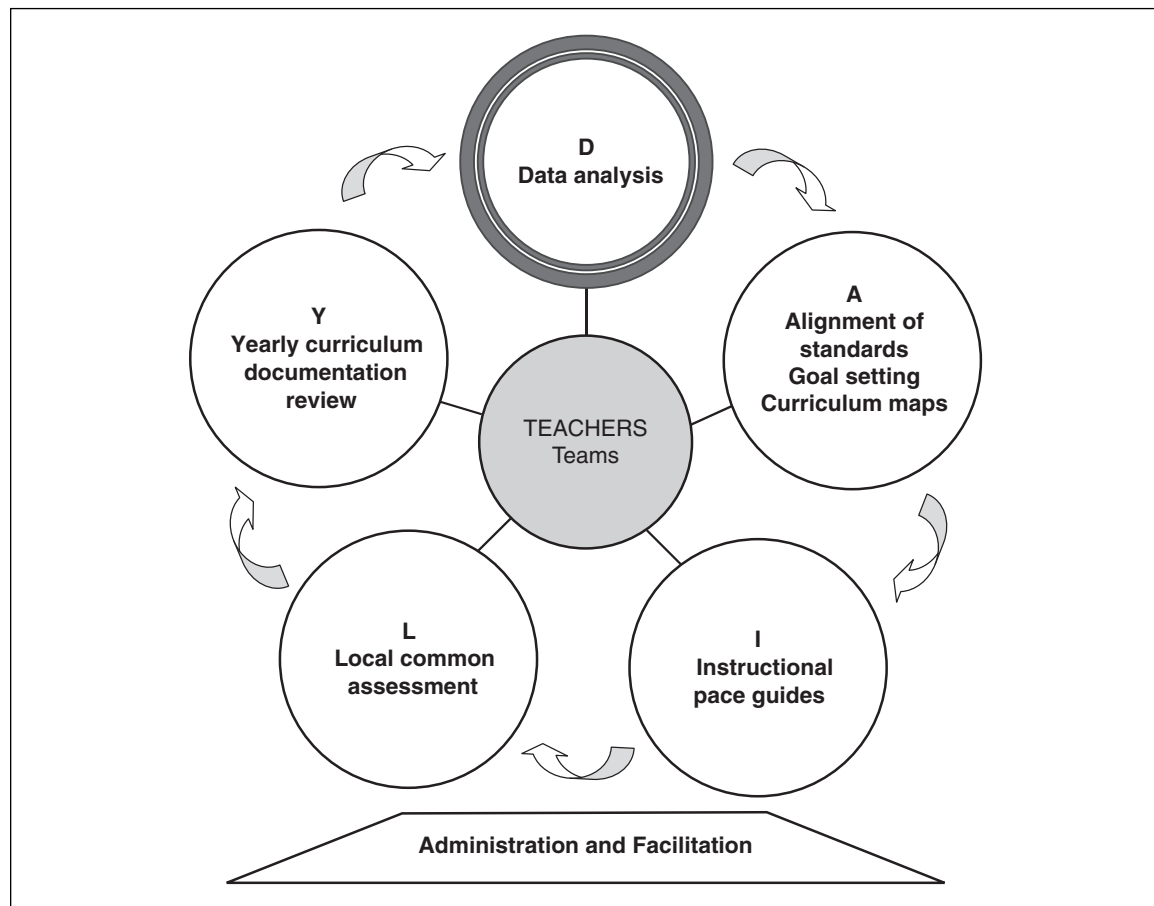 D
Data analysis
A
Alignment of
standards
Goal setting
Curriculum maps
I
Instructional
pace guides
L
Local common
assessment
Y
Yearly curriculum
documentation
review
TEACHERS
Teams
Administration and Facilitation